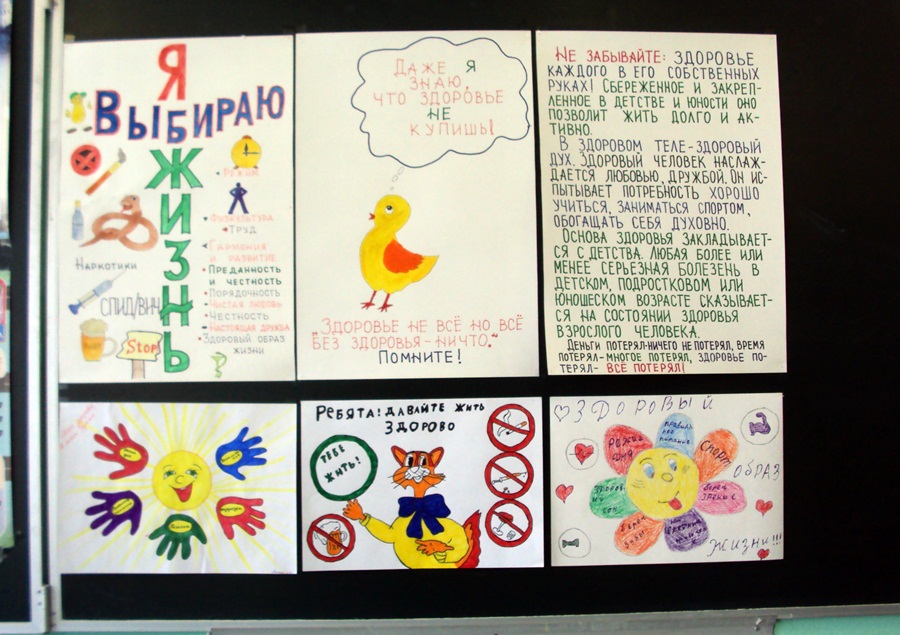 Я
ВЫБИРАЮ
ЖИЗНЬ
Режим
Физкультура
Труд
Гармония
и развитие
Преданность
и честность
Порядочность
Чистая любовь
Честность
Настоящая дружба
Здоровый образ
жизни
Наркотики
СПИД/ВИЧ
Stop
Даже я
знаю,
что здоровье
не
купишь!
"Здоровье не всё но всё
без здоровья-ничто."
Помните!
Не забывайте: здоровье
каждого в его собственных
руках! Сбереженное и закреп-
ленное в детстве и юности оно
позволит жить долго и ак-
тивно.
В здоровом теле-здоровый
дух. Здоровый человек наслаж-
дается любовью, дружбой. Он ис-
пытывает потребность хорошо
учиться, заниматься спортом,
обогащать себя духовно.
Основа здоровья закладывает-
ся с детства. Любая более или
менее серьезная болезень в
детском, подростковом или
юношеском возрасте сказывает-
ся на состоянии здоровья
взрослого человека.
Деньги потерял-ничего не потерял, время
потерял-многое потерял, здоровье по-
терял- всё потерял!
Ребята! Давайте жить
здорово
Тебе
жить!
Здоровый
образ
жизни!!!
режим
дня
правиль
ное
питание
Спорт